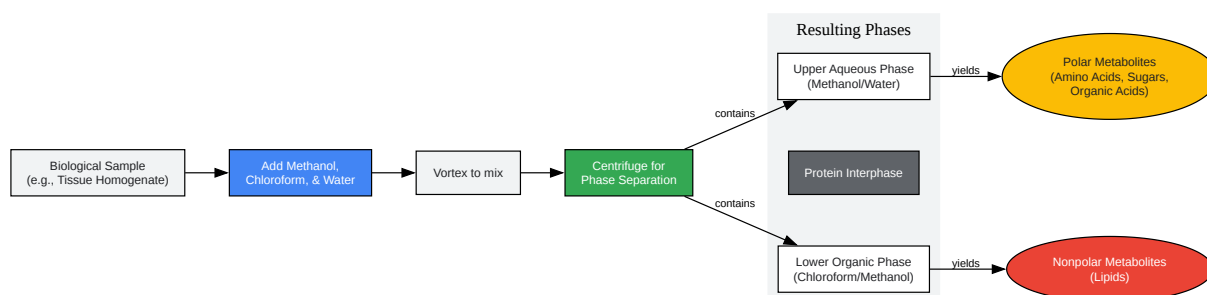 Biological Sample
(e.g., Tissue Homogenate)
Add Methanol,
Chloroform, & Water
Vortex to mix
Centrifuge for
Phase Separation
contains
contains
Resulting Phases
Upper Aqueous Phase
(Methanol/Water)
Protein Interphase
Lower Organic Phase
(Chloroform/Methanol)
yields
yields
Polar Metabolites
(Amino Acids, Sugars,
Organic Acids)
Nonpolar Metabolites
(Lipids)